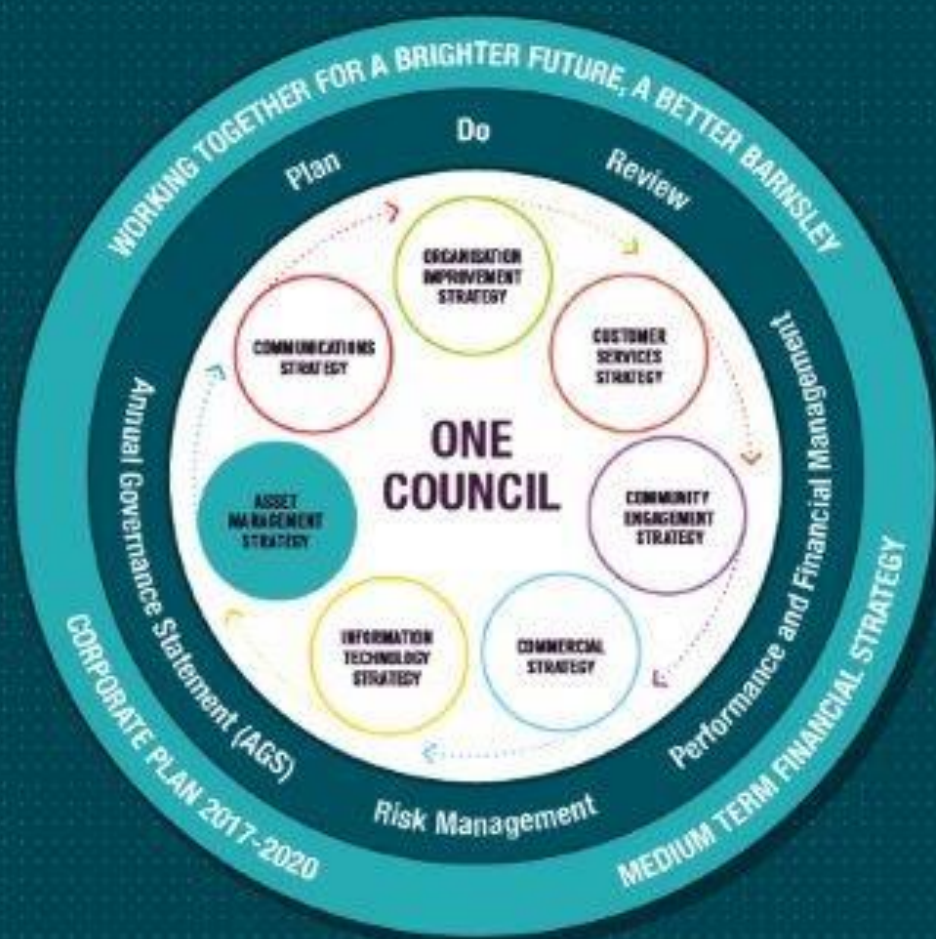 WORKING TOGETHER FOR A BRIGHTER FUTURE, A BETTER BARNSLEY
Plan
Do
Review
Performance and Financial Management
Risk Management
Annual Governance Statement (AGS)
ORGANISATION
IMPROVEMENT
STRATEGY
CUSTOMER
SERVICES
STRATEGY
COMMUNITY
ENGAGEMENT
STRATEGY
COMMERCIAL
STRATEGY
INFORMATION
TECHNOLOGY
STRATEGY
ASSET
MANAGEMENT
STRATEGY
COMMUNICATIONS
STRATEGY
ONE
COUNCIL
CORPORATE PLAN 2017-2020
MEDIUM TERM FINANCIAL STRATEGY